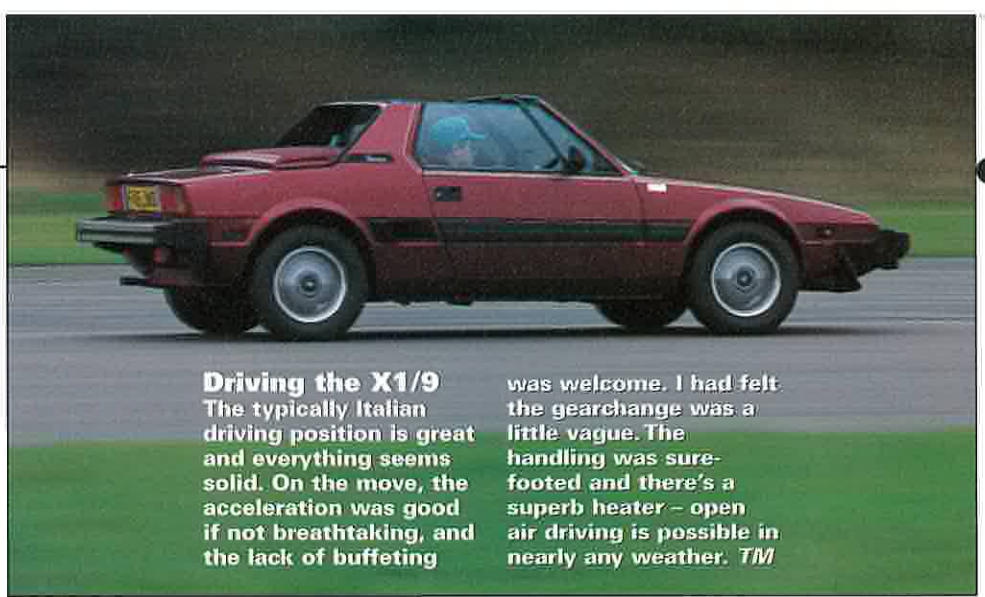 Driving the X1/9
The typically Italian
driving position is great
and everything seems
solid. On the move, the
acceleration was good
if not breathtaking, and
the lack of buffeting
was welcome. I had felt
the gearchange was a
little vague. The
handling was sure-
footed and there's a
superb heater – open
air driving is possible in
nearly any weather. TM